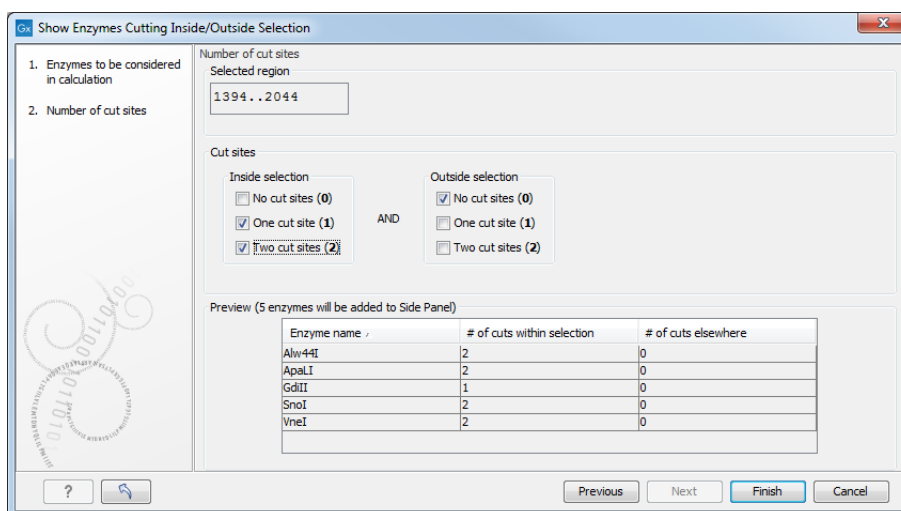 Gx Show Enzymes Cutting Inside/Outside Selection
1. Enzymes to be considered
in calculation
2. Number of cut sites
Number of cut sites
Selected region
1394..2044
Cut sites
Inside selection
No cut sites (0)
One cut site (1)
Two cut sites (2)
AND
Outside selection
No cut sites (0)
One cut site (1)
Two cut sites (2)
Preview (5 enzymes will be added to Side Panel)
Enzyme name # of cuts within selection # of cuts elsewhere
Alw44I 2 0
ApaLI 2 0
GdiII 1 0
SnoI 2 0
VneI 2 0
? Previous Next Finish Cancel